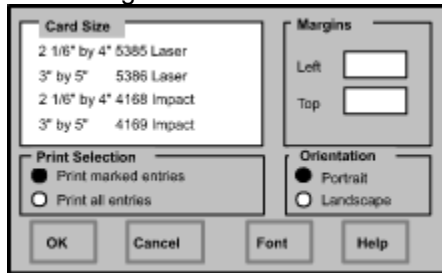 Card Size
2 1/6" by 4" 5385 Laser
3" by 5" 5386 Laser
2 1/6" by 4" 4168 Impact
3" by 5" 4169 Impact
Margins
Left
Top
Print Selection
Print marked entries
Print all entries
Orientation
Portrait
Landscape
OK Cancel Font Help